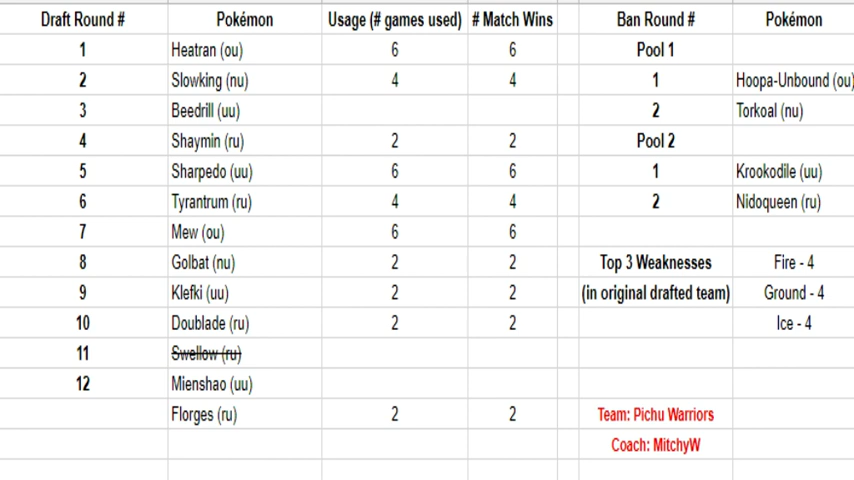 Draft Round # Pokémon Usage (# games used) # Match Wins Ban Round # Pokémon
1 Heatran (ou) 6 6 Pool 1
2 Slowking (nu) 4 4 1 Hoopa-Unbound (ou)
3 Beedrill (uu) 2 Torkoal (nu)
4 Shaymin (ru) 2 2 Pool 2
5 Sharpedo (uu) 6 6 1 Krookodile (uu)
6 Tyrantrum (ru) 4 4 2 Nidoqueen (ru)
7 Mew (ou) 6 6
8 Golbat (nu) 2 2 Top 3 Weaknesses Fire - 4
9 Klefki (uu) 2 2 (in original drafted team) Ground - 4
10 Doublade (ru) 2 2 Ice - 4
11 Swellow (ru)
12 Mienshao (uu)
Florges (ru) 2 2 Team: Pichu Warriors
Coach: MitchyW